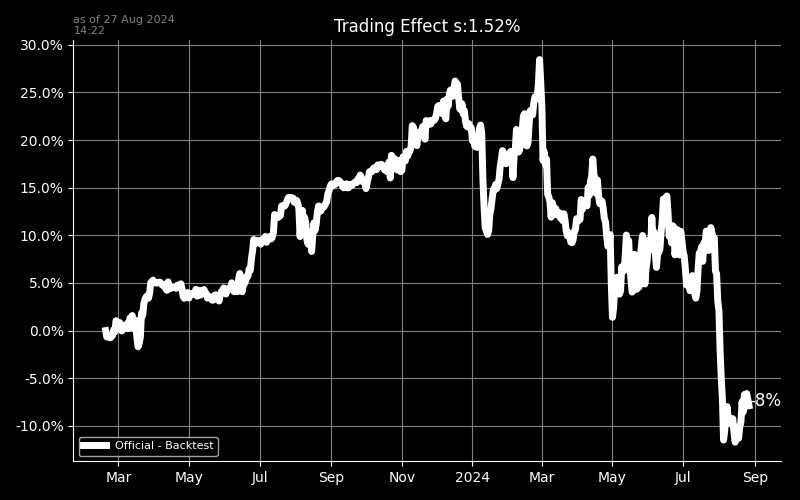 as of 27 Aug 2024
14:22
Trading Effect s:1.52%
30.0%
25.0%
20.0%
15.0%
10.0%
5.0%
0.0%
-5.0%
-10.0%
-8%
Official - Backtest
Mar May Jul Sep Nov 2024 Mar May Jul Sep